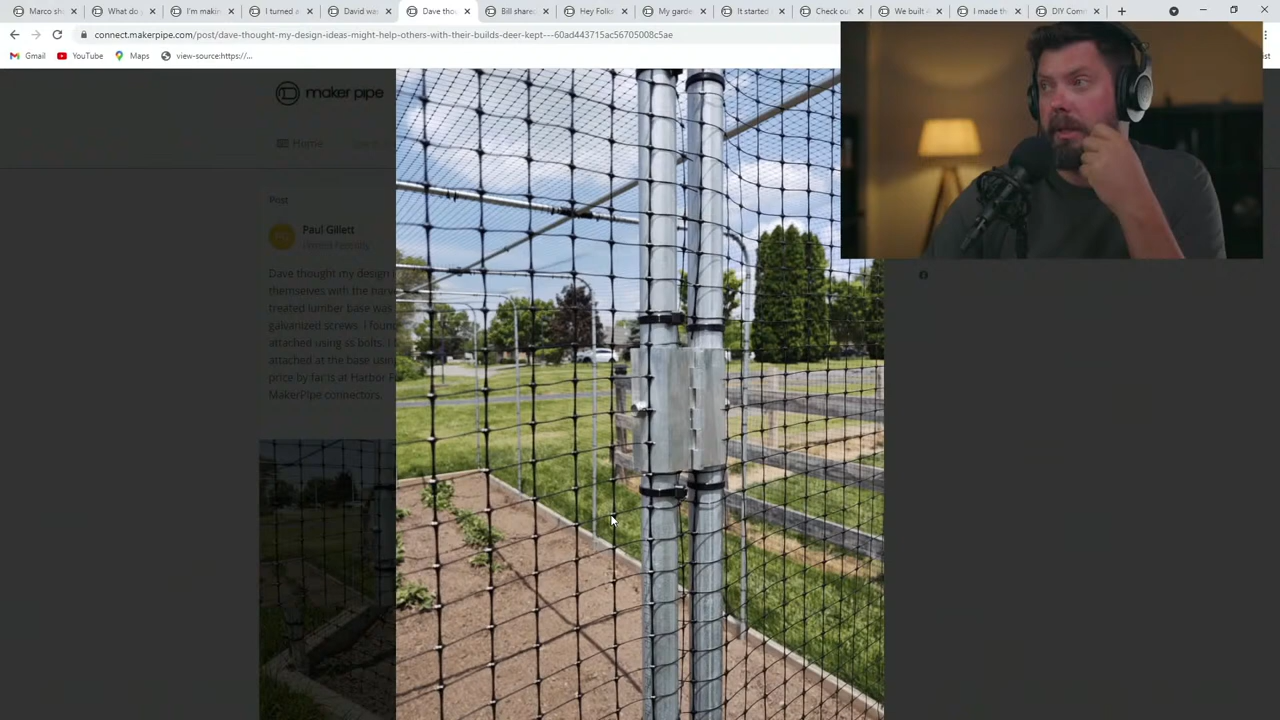 Marco sh
What do
I'm makin
I turned a
David wa
Dave thou
Bill share
Hey Folk
My garde
It started
Check ou
We built
I made th
DIY Com
connect.makerpipe.com/post/dave-thought-my-design-ideas-might-help-others-with-their-builds-deer-kept---60ad443715ac56705008c5ae
Gmail
YouTube
Maps
view-source:https://...
maker pipe
Home
Post
Paul Gillett
Dave thought my design
themselves with the
treated lumber base was
galvanized screws. I foun
attached using ss bolts. I
attached at the base usin
price by far is at Harbor F
MakerPipe connectors.